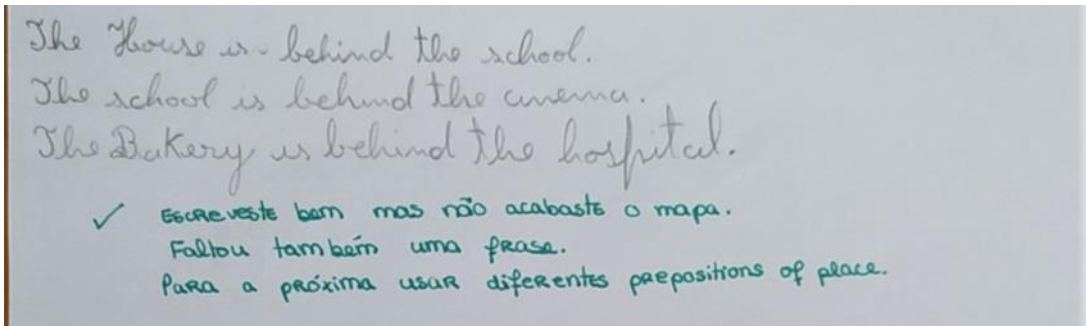 The House is behind the school.
The school is behind the cinema.
The Bakery is behind the hospital.
✓ Escreveste bem mas não acabaste o mapa.
Faltou também uma frase.
Para a próxima usar diferentes prepositions of place.